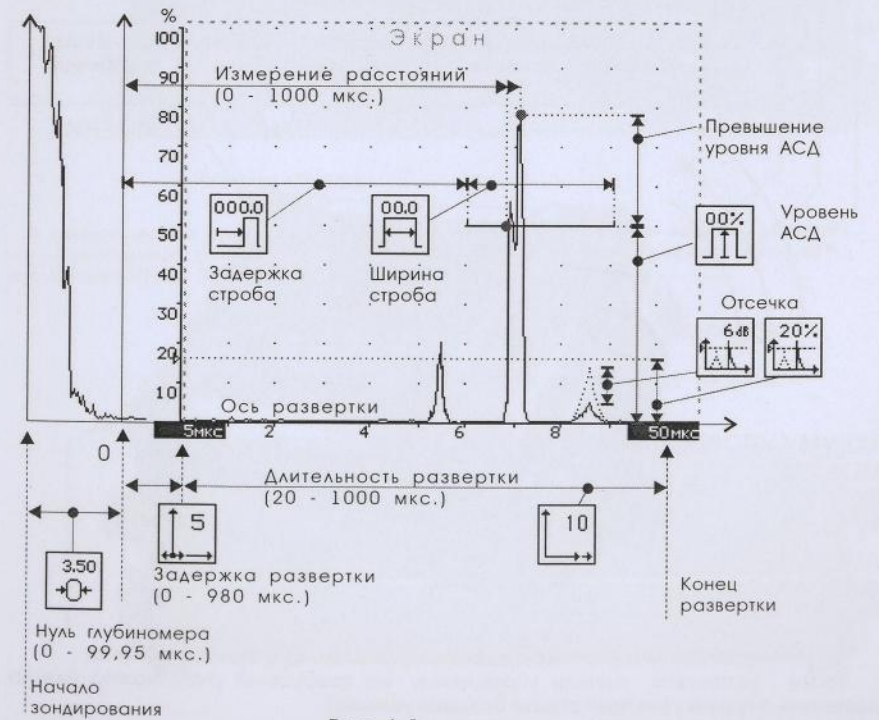 %
100
90
80
70
60
50
40
30
20
10
Экран
Измерение расстояний
(0 - 1000 мкс.)
Превышение
уровня АСД
000.0
00.0
00%
Уровень
АСД
Задержка
строба
Ширина
строба
Отсечка
6dB
20%
Ось развертки
0
5мкс
2
4
6
8
50мкс
Длительность развертки
(20 - 1000 мкс.)
5
10
3.50
Задержка развертки
(0 - 980 мкс.)
Конец
развертки
Нуль глубиномера
(0 - 99,95 мкс.)
Начало
зондирования